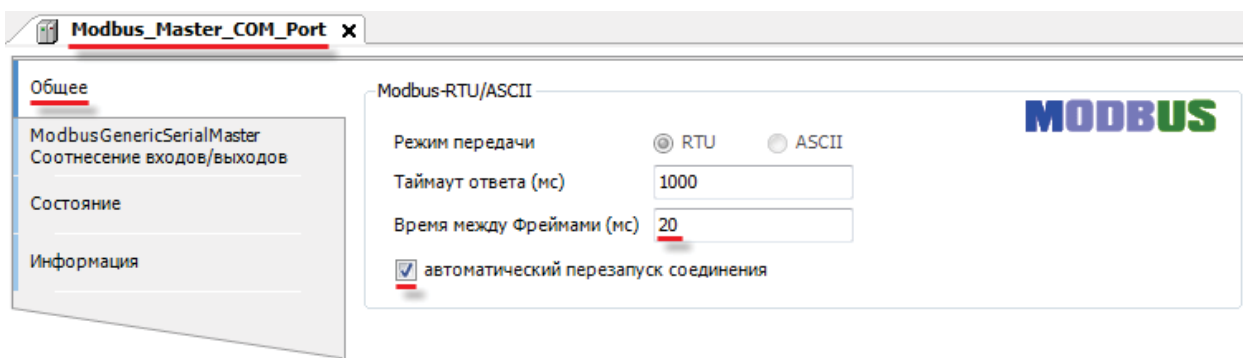 Modbus_Master_COM_Port X
Общее
ModbusGenericSerialMaster
Соотнесение входов/выходов
Состояние
Информация
Modbus-RTU/ASCII
MODBUS
Режим передачи RTU ASCII
Таймаут ответа (мс) 1000
Время между Фреймами (мс) 20
автоматический перезапуск соединения